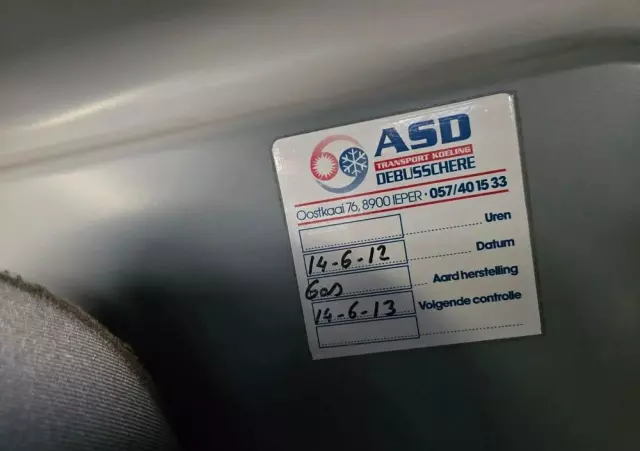 ASD
TRANSPORT KOELING
DEBUSSCHERE
Oostkaai 76, 8900 IEPER · 057/40 15 33
Uren
14-6-12 Datum
Gas Aard herstelling
14-6-13 Volgende controle